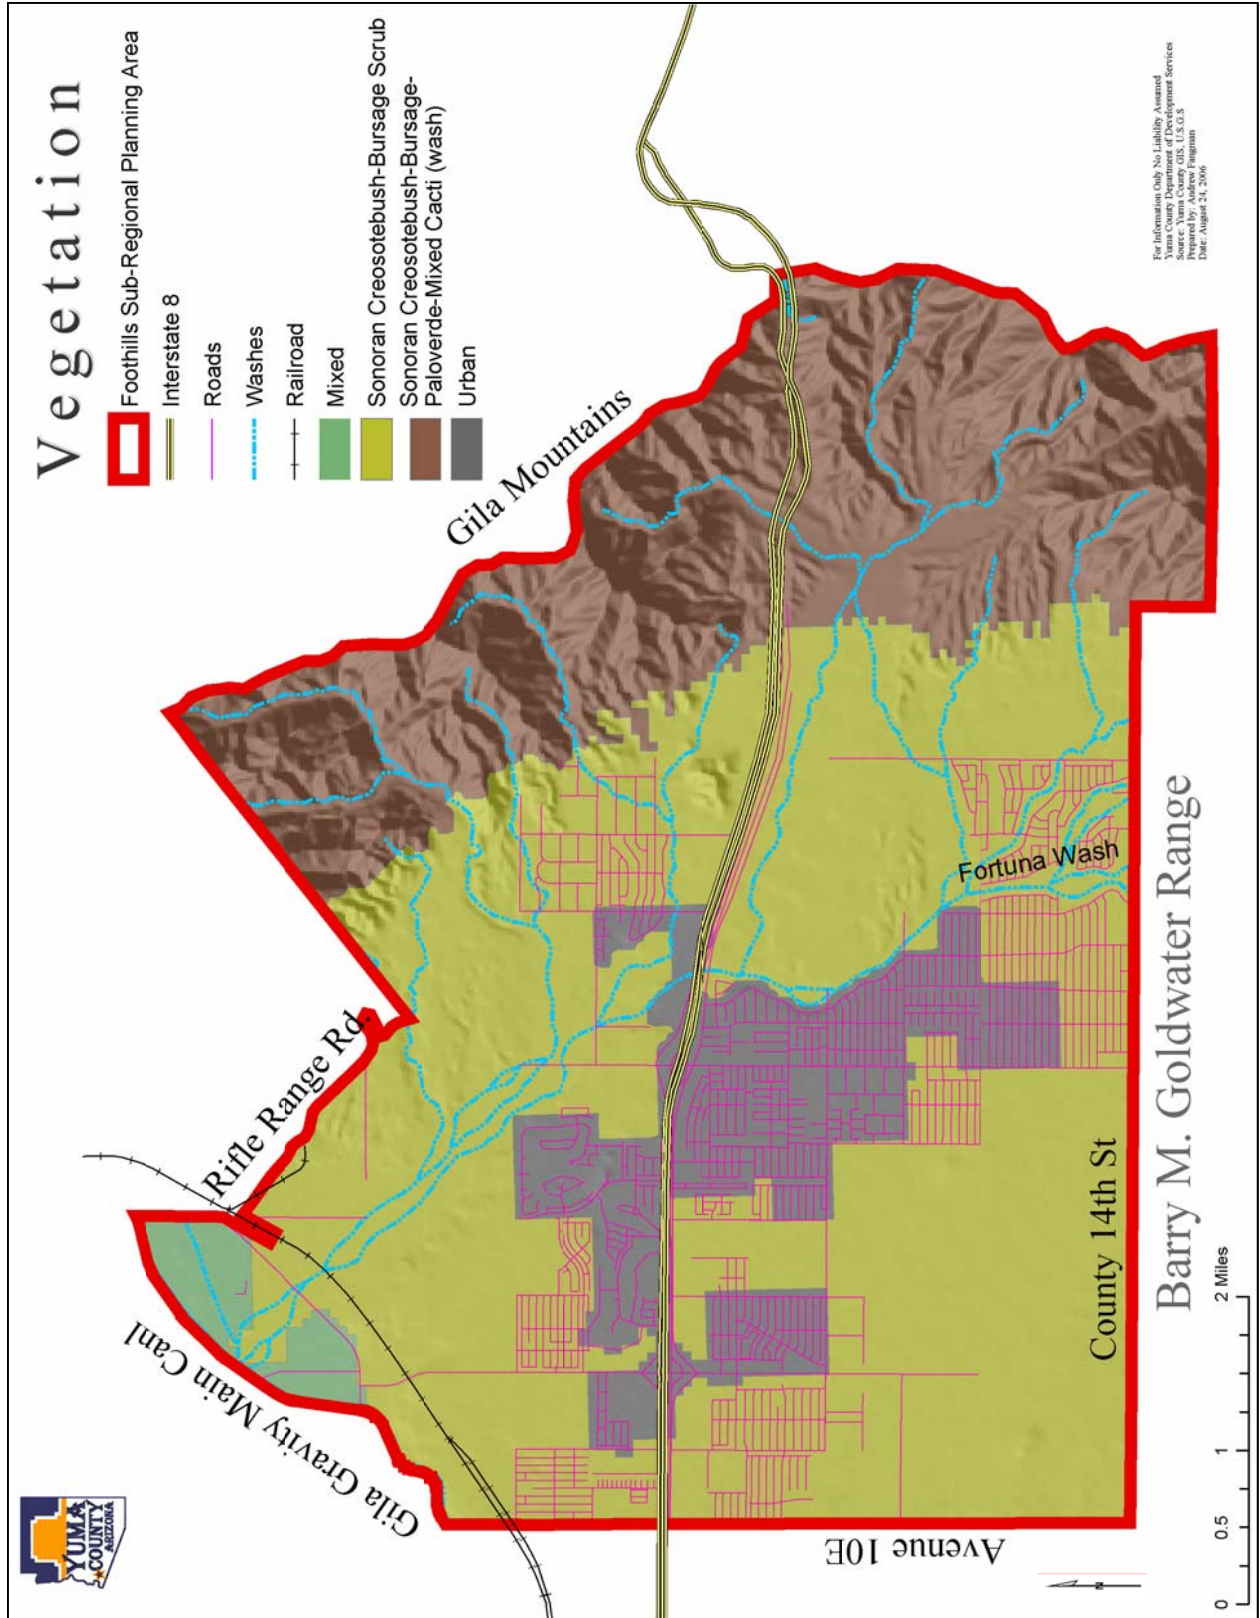 Vegetation
Foothills Sub-Regional Planning Area
Interstate 8
Roads
Washes
Railroad
Mixed
Sonoran Creosotebush-Bursage Scrub
Sonoran Creosotebush-Bursage-
Paloverde-Mixed Cacti (wash)
Urban
YUMA
COUNTY
ARIZONA
Gila Gravity Main Canl
Rifle Range Rd.
Gila Mountains
Fortuna Wash
Avenue 10E
County 14th St
Barry M. Goldwater Range
N
0 0.5 1 2 Miles
For Information Only No Liability Assumed
Yuma County Department of Development Services
Source: Yuma County GIS, U.S.G.S
Prepared by: Andrew Fangman
Date: August 24, 2006